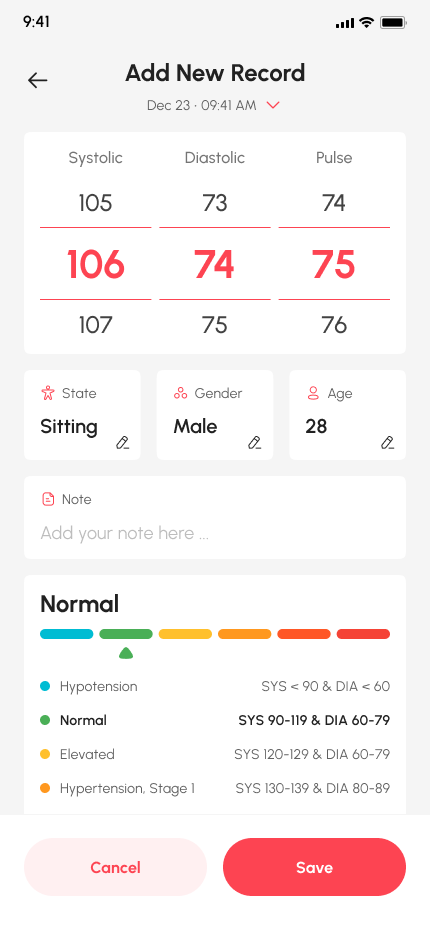 9:41
Add New Record
Dec 23 · 09:41 AM
Systolic Diastolic Pulse
105 73 74
106 74 75
107 75 76
State Gender Age
Sitting Male 28
Note
Add your note here ...
Normal
Hypotension SYS < 90 & DIA < 60
Normal SYS 90-119 & DIA 60-79
Elevated SYS 120-129 & DIA 60-79
Hypertension, Stage 1 SYS 130-139 & DIA 80-89
Cancel Save